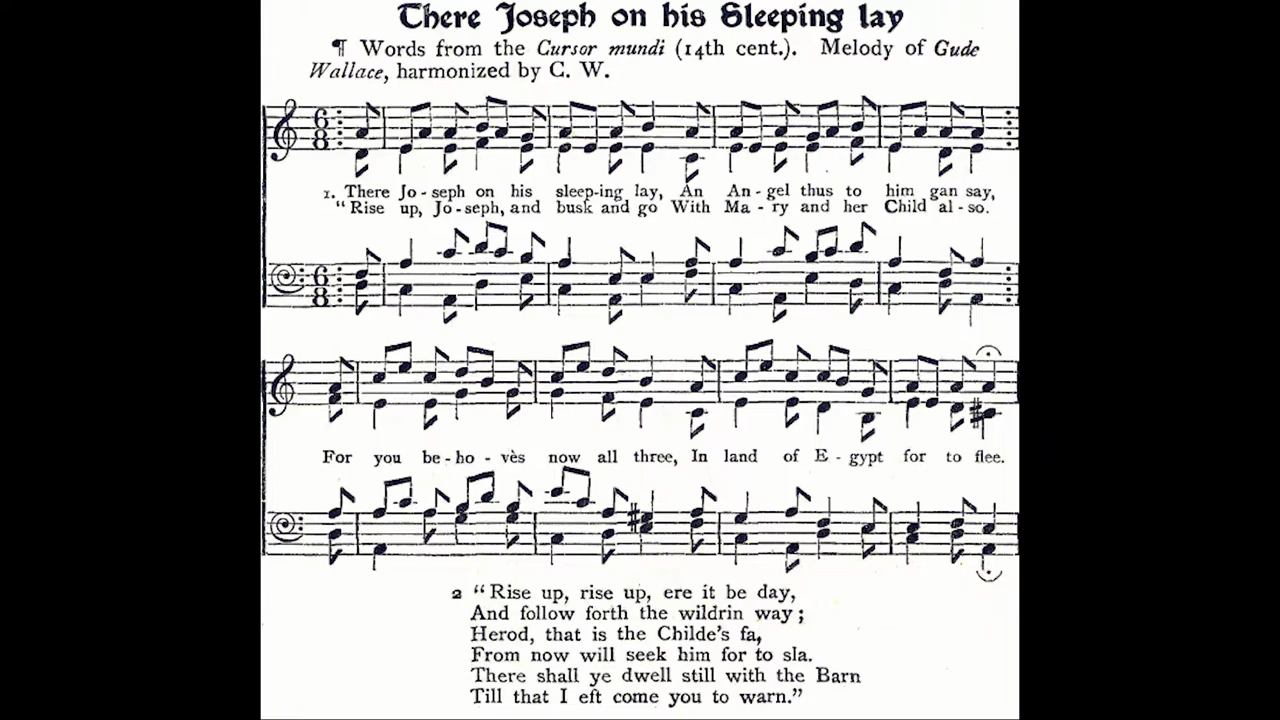 There Joseph on his Sleeping lay
¶ Words from the Cursor mundi (14th cent.). Melody of Gude
Wallace, harmonized by C. W.
1. There Jo - seph on his sleep-ing lay, An An - gel thus to him gan say,
"Rise up, Jo - seph, and busk and go With Ma - ry and her Child al - so.
For you be - ho - vès now all three, In land of E - gypt for to flee.
2 "Rise up, rise up, ere it be day,
And follow forth the wildrin way;
Herod, that is the Childe's fa,
From now will seek him for to sla.
There shall ye dwell still with the Barn
Till that I eft come you to warn."